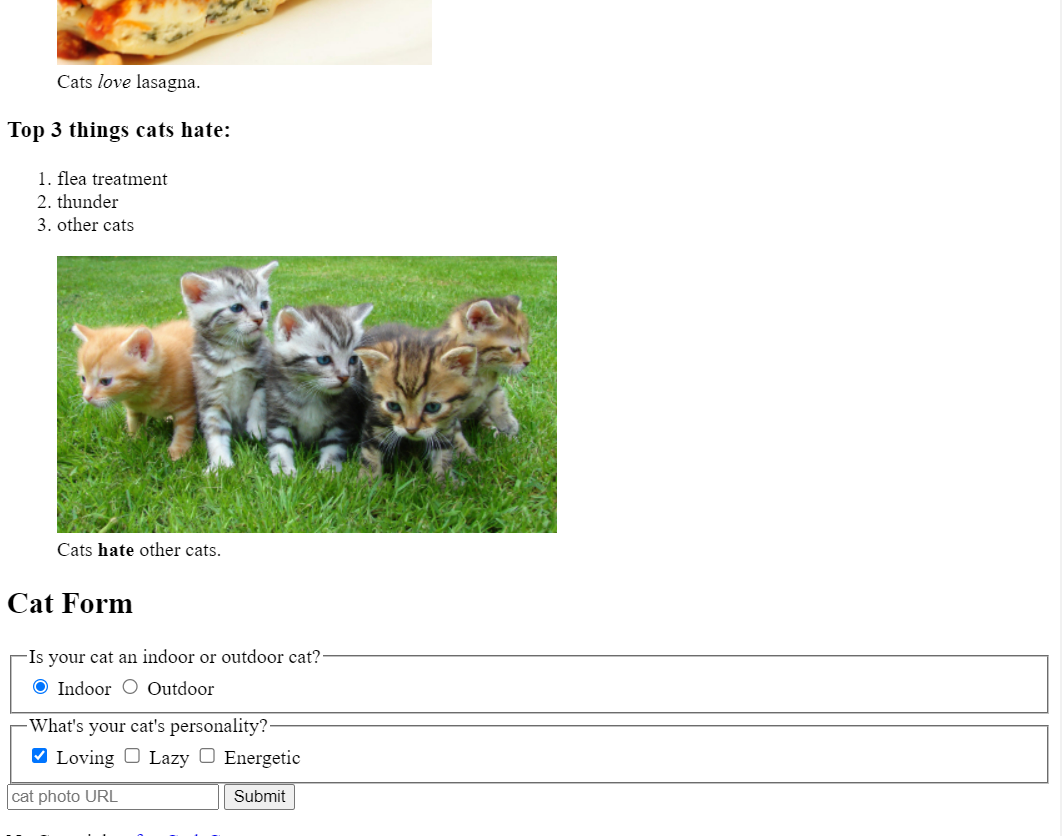 Cats love lasagna.
Top 3 things cats hate:
1. flea treatment
2. thunder
3. other cats
Cats hate other cats.
Cat Form
Is your cat an indoor or outdoor cat?
Indoor Outdoor
What's your cat's personality?
Loving Lazy Energetic
cat photo URL Submit